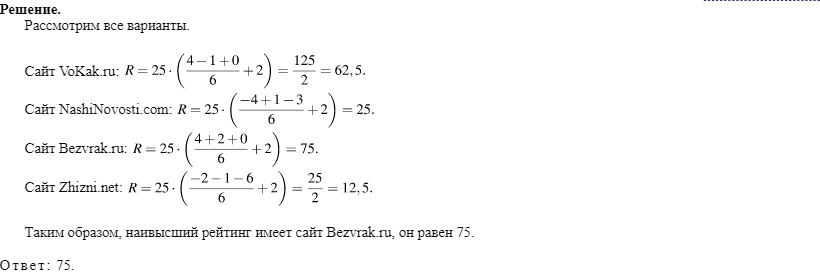 Решение.
Рассмотрим все варианты.
Сайт VoKak.ru: R = 25 · ( (4 − 1 + 0)/6 + 2 ) = 125/2 = 62,5.
Сайт NashiNovosti.com: R = 25 · ( (−4 + 1 − 3)/6 + 2 ) = 25.
Сайт Bezvrak.ru: R = 25 · ( (4 + 2 + 0)/6 + 2 ) = 75.
Сайт Zhizni.net: R = 25 · ( (−2 − 1 − 6)/6 + 2 ) = 25/2 = 12,5.
Таким образом, наивысший рейтинг имеет сайт Bezvrak.ru, он равен 75.
Ответ: 75.